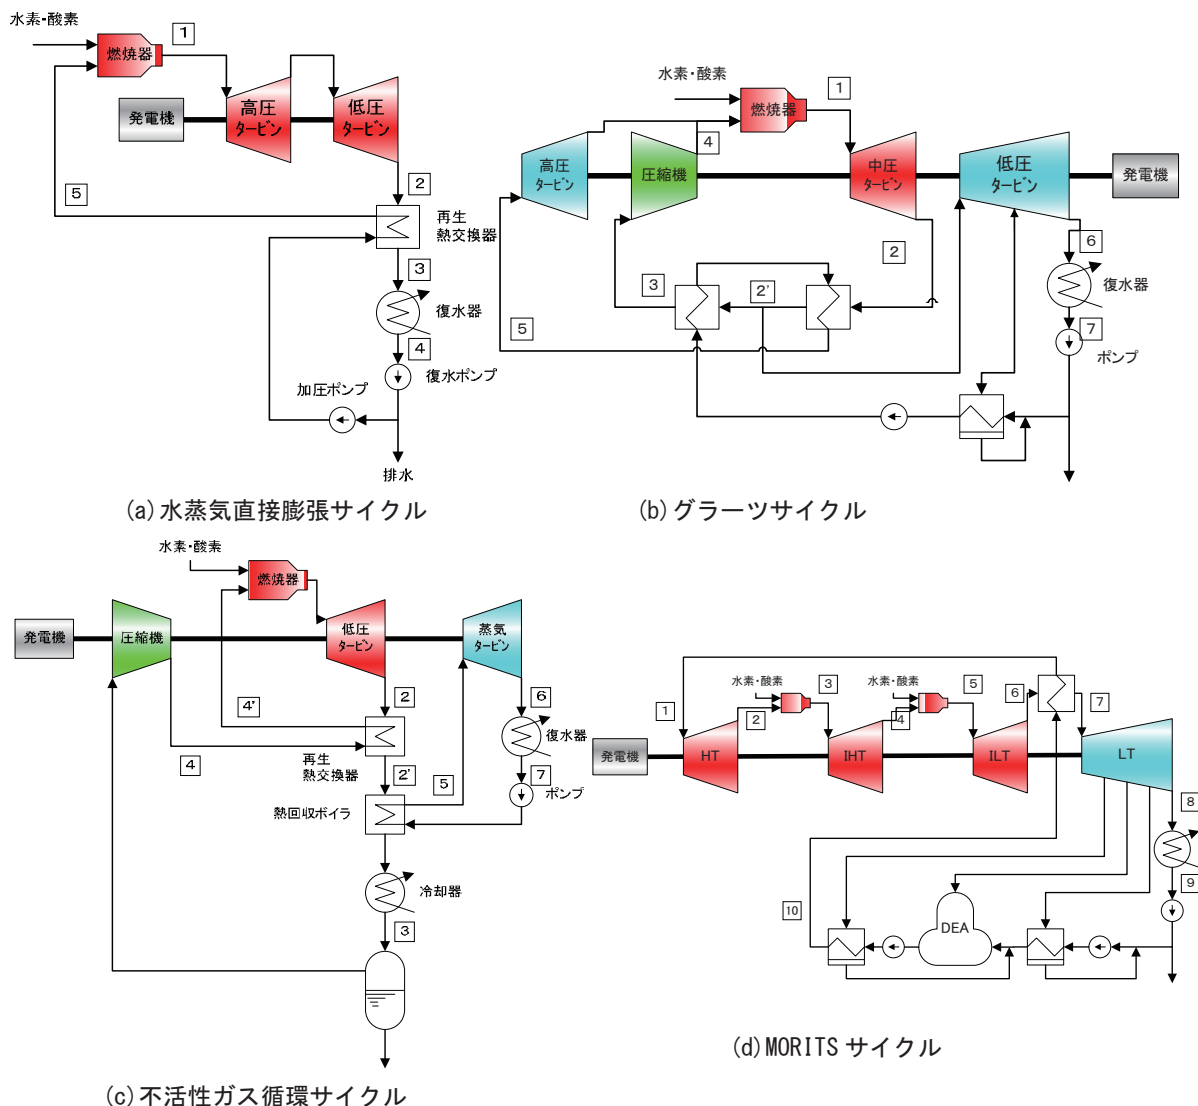 水素・酸素
燃焼器
1
発電機
高圧
タービン
低圧
タービン
5
2
再生
熱交換器
3
復水器
4
復水ポンプ
加圧ポンプ
排水
(a)水蒸気直接膨張サイクル
水素・酸素
燃焼器
1
高圧
タービン
圧縮機
4
中圧
タービン
低圧
タービン
発電機
2
6
復水器
3
2'
5
7
ポンプ
(b)グラーツサイクル
水素・酸素
燃焼器
発電機
圧縮機
低圧
タービン
蒸気
タービン
4'
2
6
復水器
4
再生
熱交換器
2'
5
7
ポンプ
熱回収ボイラ
冷却器
3
(c)不活性ガス循環サイクル
水素・酸素
3
水素・酸素
5
6
7
1
2
4
発電機
HT
IHT
ILT
LT
8
9
10
DEA
(d)MORITSサイクル